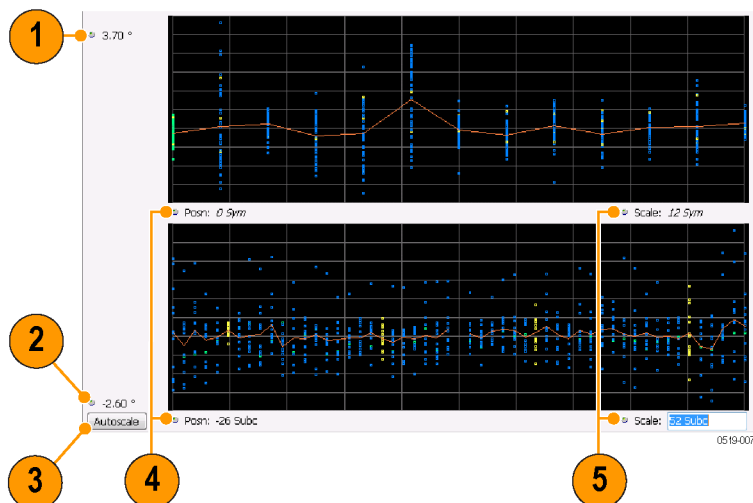 1
3.70 °
Posn: 0 Sym
Scale: 12 Sym
2
-2.60 °
Autoscale
Posn: -26 Subc
Scale: 52 Subc
0519-007
3
4
5